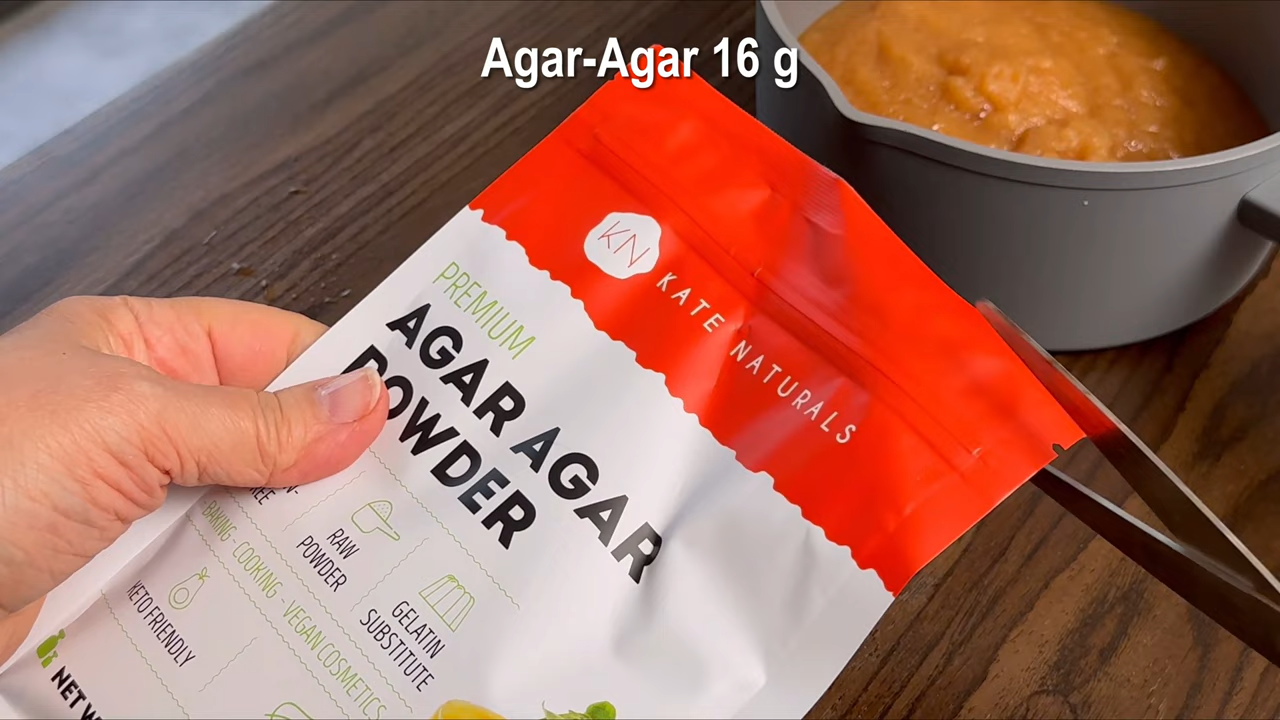 Agar-Agar 16 g
KN
KATE NATURALS
PREMIUM
AGAR AGAR
POWDER
RAW
POWDER
GELATIN
SUBSTITUTE
BAKING - COOKING - VEGAN COSMETICS
KETO FRIENDLY
NET